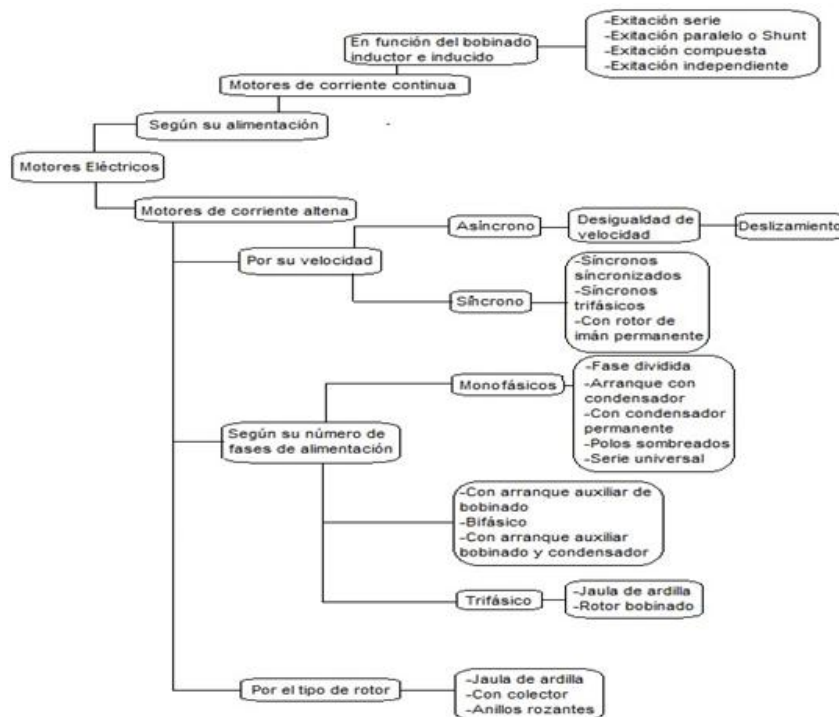 En función del bobinado
inductor e inducido
-Exitación serie
-Exitación paralelo o Shunt
-Exitación compuesta
-Exitación independiente
Motores de corriente continua
Según su alimentación
Motores Eléctricos
Motores de corriente altena
Por su velocidad
Asíncrono
Desigualdad de
velocidad
Deslizamiento
Síncrono
-Síncronos
síncronizados
-Síncronos
trifásicos
-Con rotor de
imán permanente
Según su número de
fases de alimentación
Monofásicos
-Fase dividida
-Arranque con
condensador
-Con condensador
permanente
-Polos sombreados
-Serie universal
-Con arranque auxiliar de
bobinado
-Bifásico
-Con arranque auxiliar
bobinado y condensador
Trifásico
-Jaula de ardilla
-Rotor bobinado
Por el tipo de rotor
-Jaula de ardilla
-Con colector
-Anillos rozantes